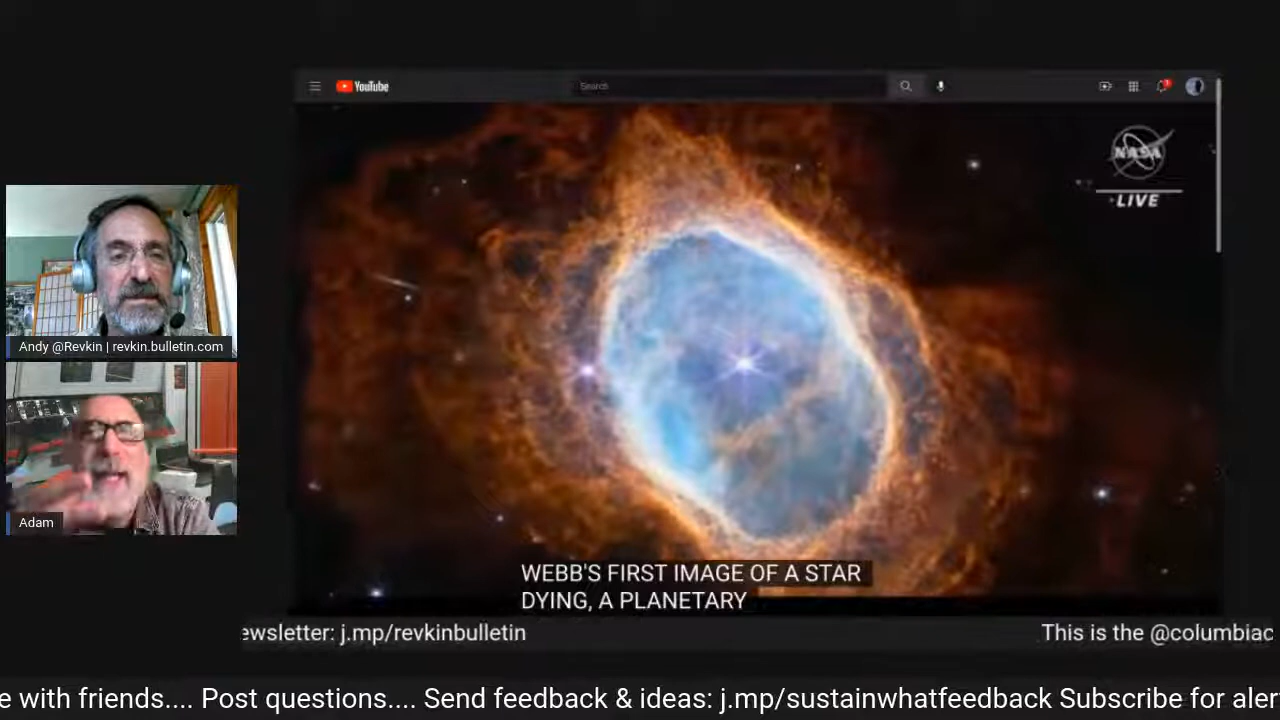 YouTube
Search
NASA
LIVE
Andy @Revkin | revkin.bulletin.com
Adam
WEBB'S FIRST IMAGE OF A STAR
DYING, A PLANETARY
ewsletter: j.mp/revkinbulletin
This is the @columbiac
e with friends.... Post questions.... Send feedback & ideas: j.mp/sustainwhatfeedback Subscribe for aler